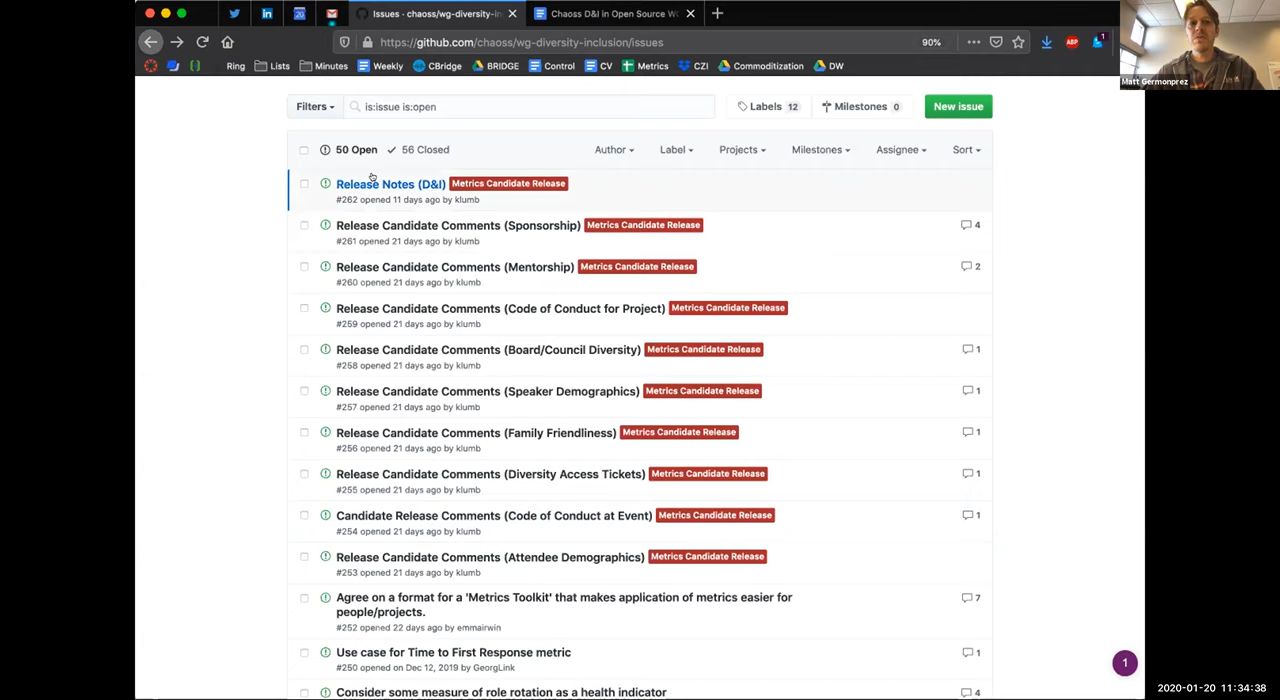 Issues · chaoss/wg-diversity-in
Chaoss D&I in Open Source W
https://github.com/chaoss/wg-diversity-inclusion/issues
90%
Ring Lists Minutes Weekly CBridge BRIDGE Control CV Metrics CZI Commoditization DW
Matt Germonprez
Filters is:issue is:open Labels 12 Milestones 0 New issue
50 Open 56 Closed Author Label Projects Milestones Assignee Sort
Release Notes (D&I) Metrics Candidate Release
#262 opened 11 days ago by klumb
Release Candidate Comments (Sponsorship) Metrics Candidate Release 4
#261 opened 21 days ago by klumb
Release Candidate Comments (Mentorship) Metrics Candidate Release 2
#260 opened 21 days ago by klumb
Release Candidate Comments (Code of Conduct for Project) Metrics Candidate Release
#259 opened 21 days ago by klumb
Release Candidate Comments (Board/Council Diversity) Metrics Candidate Release 1
#258 opened 21 days ago by klumb
Release Candidate Comments (Speaker Demographics) Metrics Candidate Release 1
#257 opened 21 days ago by klumb
Release Candidate Comments (Family Friendliness) Metrics Candidate Release 1
#256 opened 21 days ago by klumb
Release Candidate Comments (Diversity Access Tickets) Metrics Candidate Release 1
#255 opened 21 days ago by klumb
Candidate Release Comments (Code of Conduct at Event) Metrics Candidate Release 1
#254 opened 21 days ago by klumb
Release Candidate Comments (Attendee Demographics) Metrics Candidate Release
#253 opened 21 days ago by klumb
Agree on a format for a 'Metrics Toolkit' that makes application of metrics easier for 7
people/projects.
#252 opened 22 days ago by emmairwin
Use case for Time to First Response metric 1
#250 opened on Dec 12, 2019 by GeorgLink
Consider some measure of role rotation as a health indicator 4
1
2020-01-20 11:34:38